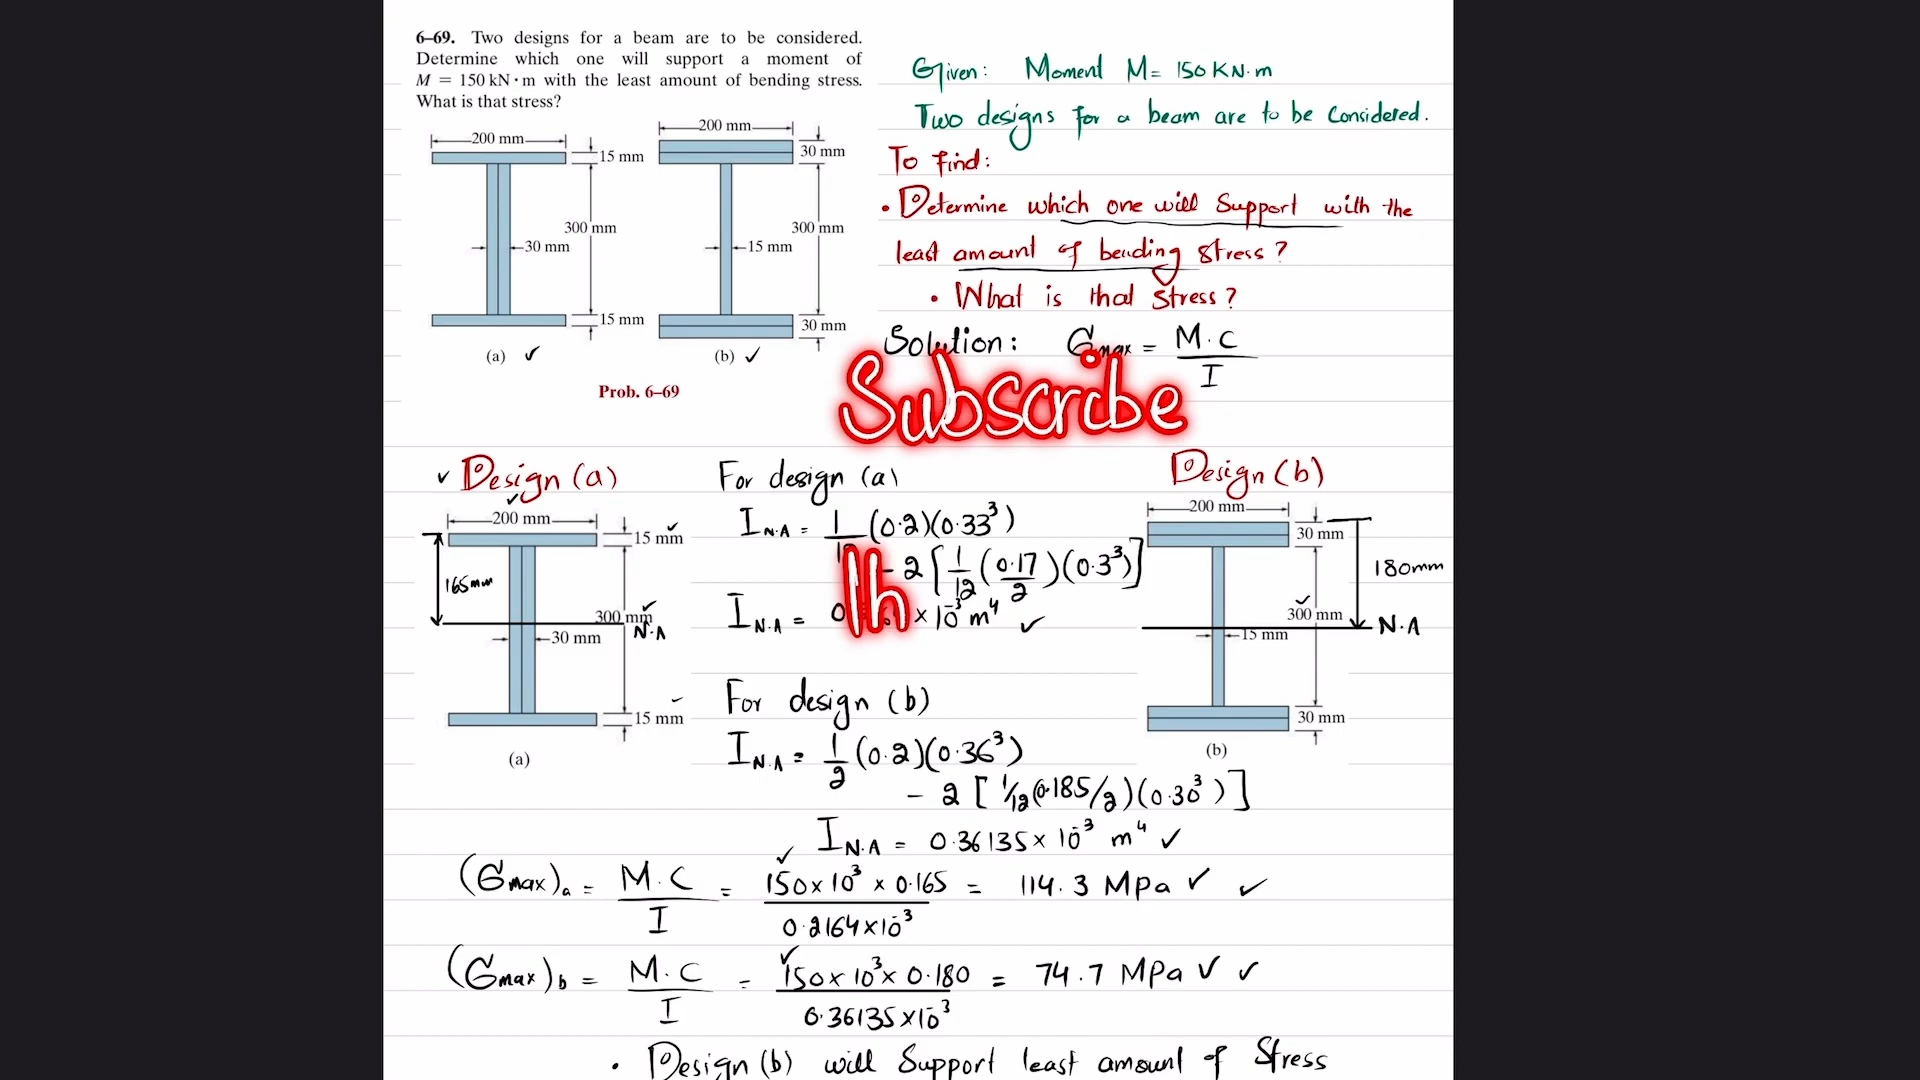 6–69. Two designs for a beam are to be considered.
Determine which one will support a moment of
M = 150 kN·m with the least amount of bending stress.
What is that stress?
200 mm
15 mm
300 mm
30 mm
15 mm
(a) ✓
200 mm
30 mm
300 mm
15 mm
30 mm
(b) ✓
Prob. 6–69
Given: Moment M = 150 KN·m
Two designs for a beam are to be Considered.
To find:
• Determine which one will Support with the
least amount of bending stress?
• What is that stress?
Solution: σmax = M·C / I
Subscribe
✓ Design (a)
200 mm
15 mm
165mm
300 mm
N·A
30 mm
15 mm
(a)
For design (a)
I N·A = 1/12 (0.2)(0.33³)
- 2 [1/12 (0.17/2)(0.3³)]
I N·A = × 10⁻³ m⁴ ✓
Design (b)
200 mm
30 mm
180mm
300 mm
N·A
15 mm
30 mm
(b)
For design (b)
I N·A = 1/2 (0.2)(0.36³)
- 2 [1/12 (0.185/2)(0.30³)]
I N·A = 0.36135 × 10⁻³ m⁴ ✓
(σmax)a = M·C / I = 150 × 10³ × 0.165 / 0.2164 × 10⁻³ = 114.3 MPa ✓ ✓
(σmax)b = M·C / I = 150 × 10³ × 0.180 / 0.36135 × 10⁻³ = 74.7 MPa ✓ ✓
• Design (b) will Support least amount of Stress